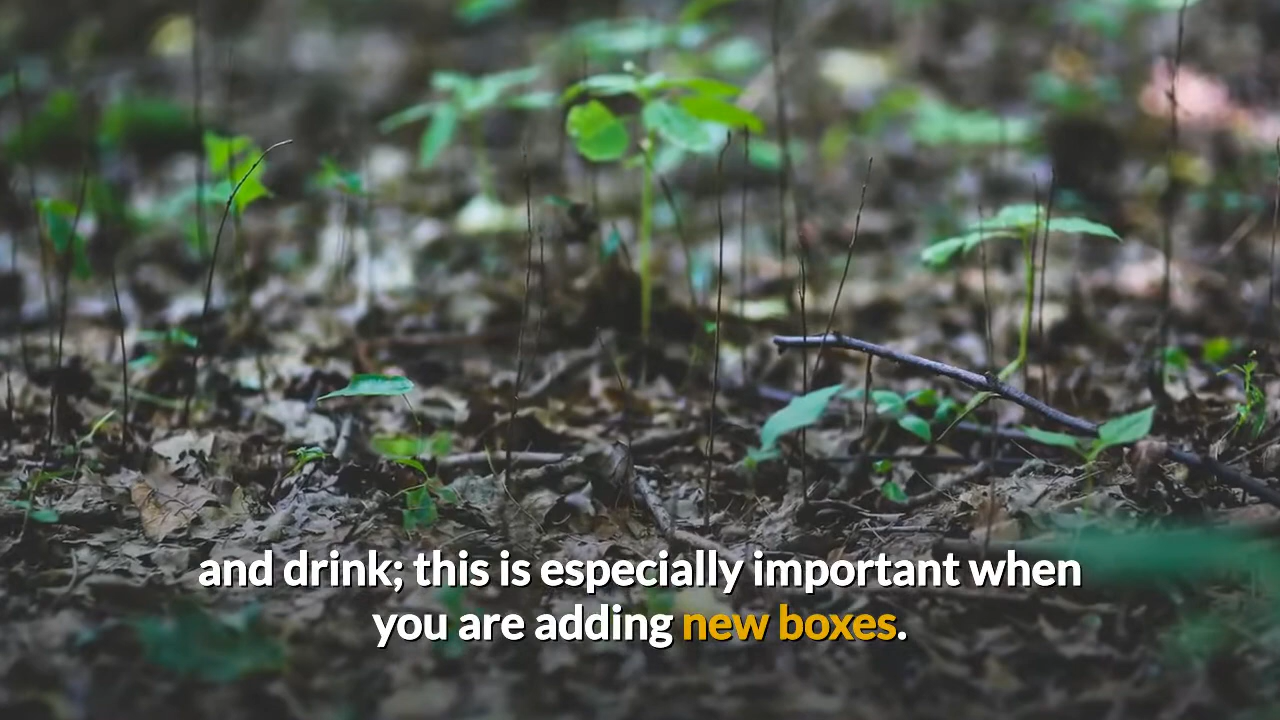 and drink; this is especially important when
you are adding new boxes.